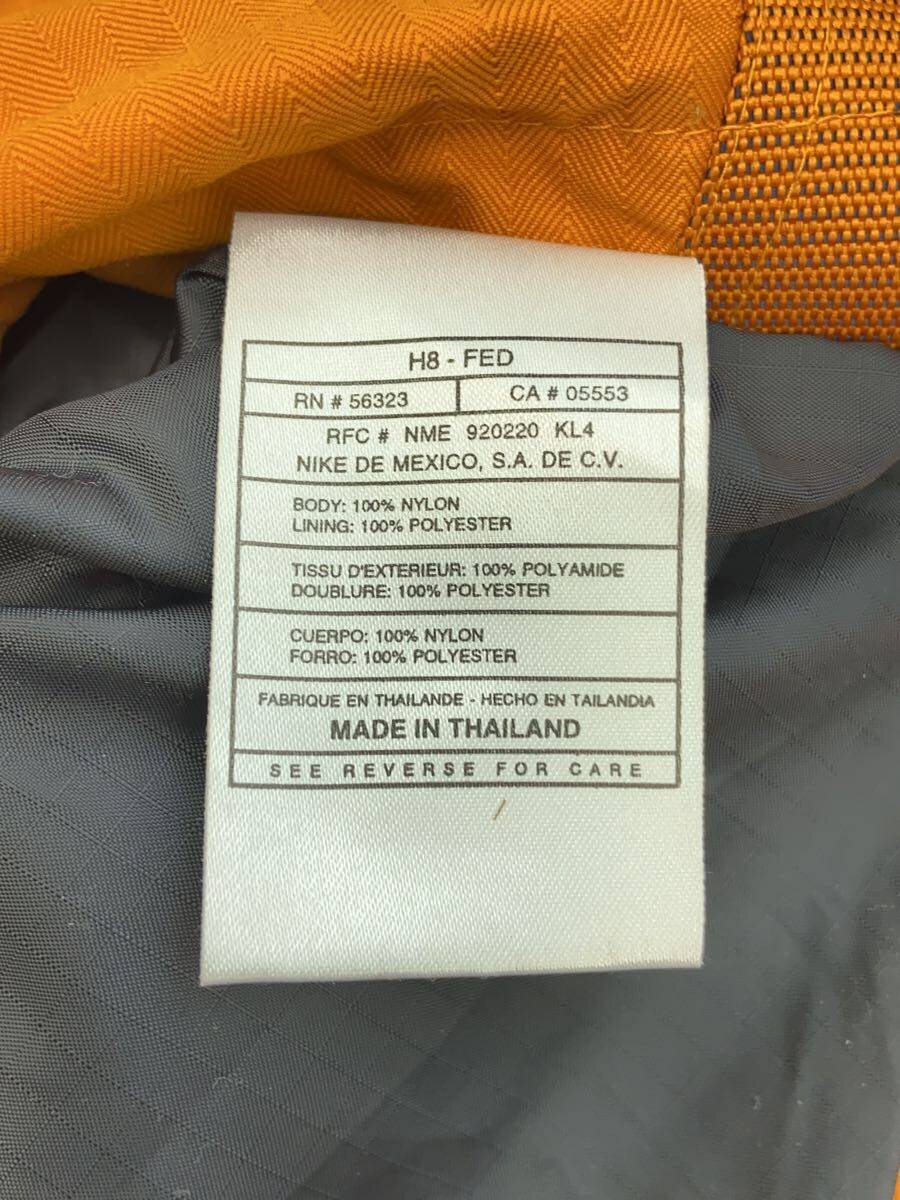 H8 - FED
RN # 56323 CA # 05553
RFC # NME 920220 KL4
NIKE DE MEXICO, S.A. DE C.V.
BODY: 100% NYLON
LINING: 100% POLYESTER
TISSU D'EXTERIEUR: 100% POLYAMIDE
DOUBLURE: 100% POLYESTER
CUERPO: 100% NYLON
FORRO: 100% POLYESTER
FABRIQUE EN THAILANDE - HECHO EN TAILANDIA
MADE IN THAILAND
SEE REVERSE FOR CARE